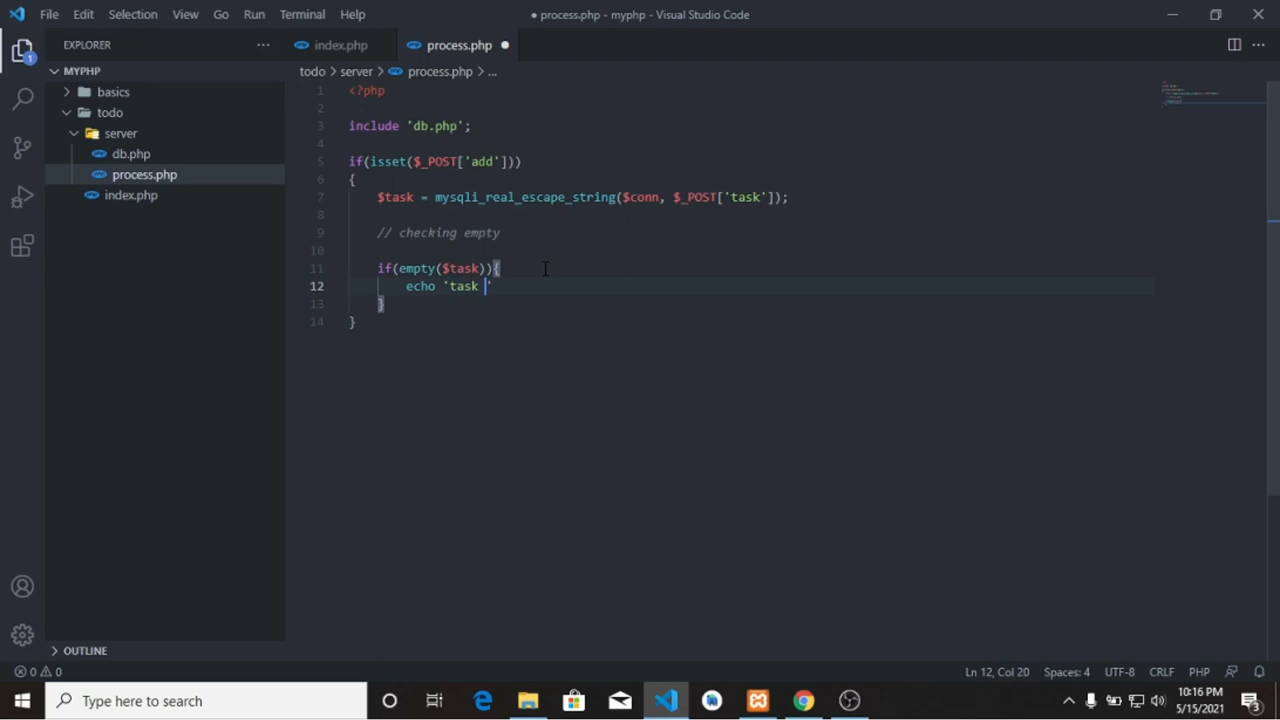 File Edit Selection View Go Run Terminal Help
● process.php - myphp - Visual Studio Code
EXPLORER
index.php
process.php
MYPHP
todo > server > process.php > ...
basics
todo
server
db.php
process.php
index.php
1 <?php
2
3 include 'db.php';
4
5 if(isset($_POST['add']))
6 {
7 $task = mysqli_real_escape_string($conn, $_POST['task']);
8
9 // checking empty
10
11 if(empty($task)){
12 echo 'task '
13 }
14 }
1
OUTLINE
0 0
Ln 12, Col 20 Spaces: 4 UTF-8 CRLF PHP
Type here to search
10:16 PM
5/15/2021
3